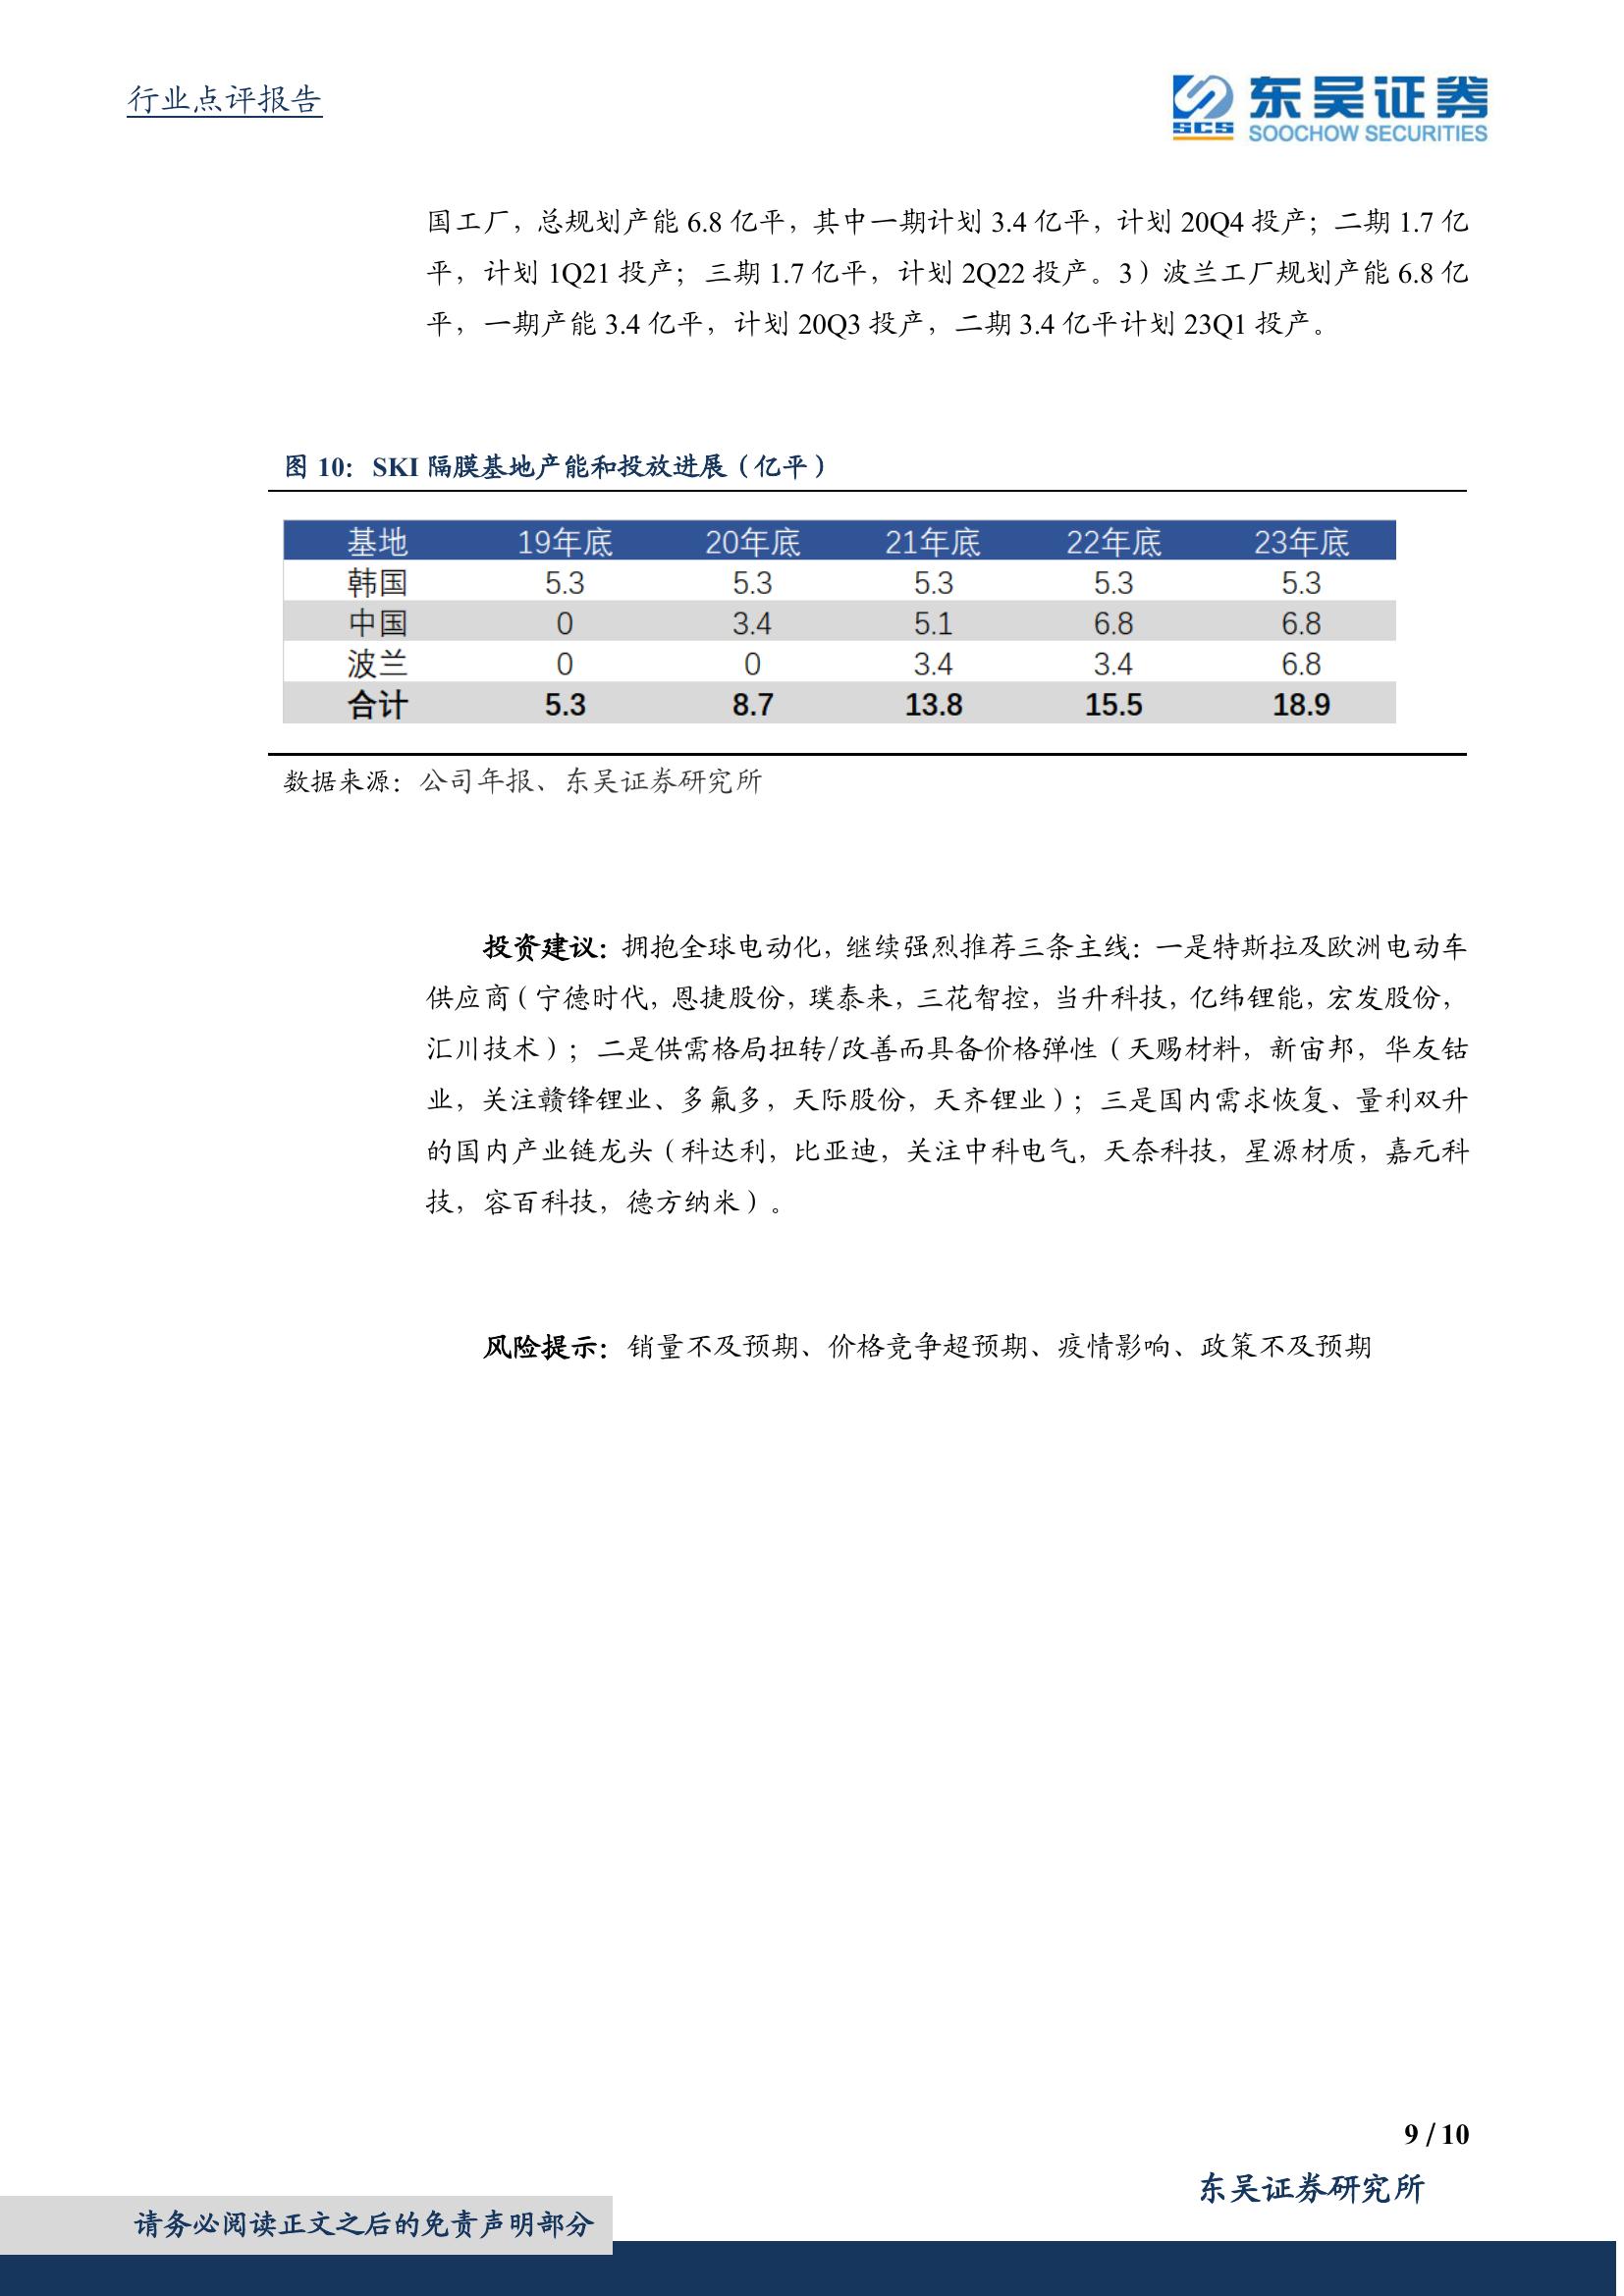 行业点评报告
SCS 东吴证券
SOOCHOW SECURITIES
国工厂，总规划产能 6.8 亿平，其中一期计划 3.4 亿平，计划 20Q4 投产；二期 1.7 亿
平，计划 1Q21 投产；三期 1.7 亿平，计划 2Q22 投产。3）波兰工厂规划产能 6.8 亿
平，一期产能 3.4 亿平，计划 20Q3 投产，二期 3.4 亿平计划 23Q1 投产。
图 10：SKI 隔膜基地产能和投放进展（亿平）
基地 19年底 20年底 21年底 22年底 23年底
韩国 5.3 5.3 5.3 5.3 5.3
中国 0 3.4 5.1 6.8 6.8
波兰 0 0 3.4 3.4 6.8
合计 5.3 8.7 13.8 15.5 18.9
数据来源：公司年报、东吴证券研究所
投资建议：拥抱全球电动化，继续强烈推荐三条主线：一是特斯拉及欧洲电动车
供应商（宁德时代，恩捷股份，璞泰来，三花智控，当升科技，亿纬锂能，宏发股份，
汇川技术）；二是供需格局扭转/改善而具备价格弹性（天赐材料，新宙邦，华友钴
业，关注赣锋锂业、多氟多，天际股份，天齐锂业）；三是国内需求恢复、量利双升
的国内产业链龙头（科达利，比亚迪，关注中科电气，天奈科技，星源材质，嘉元科
技，容百科技，德方纳米）。
风险提示：销量不及预期、价格竞争超预期、疫情影响、政策不及预期
9 / 10
东吴证券研究所
请务必阅读正文之后的免责声明部分